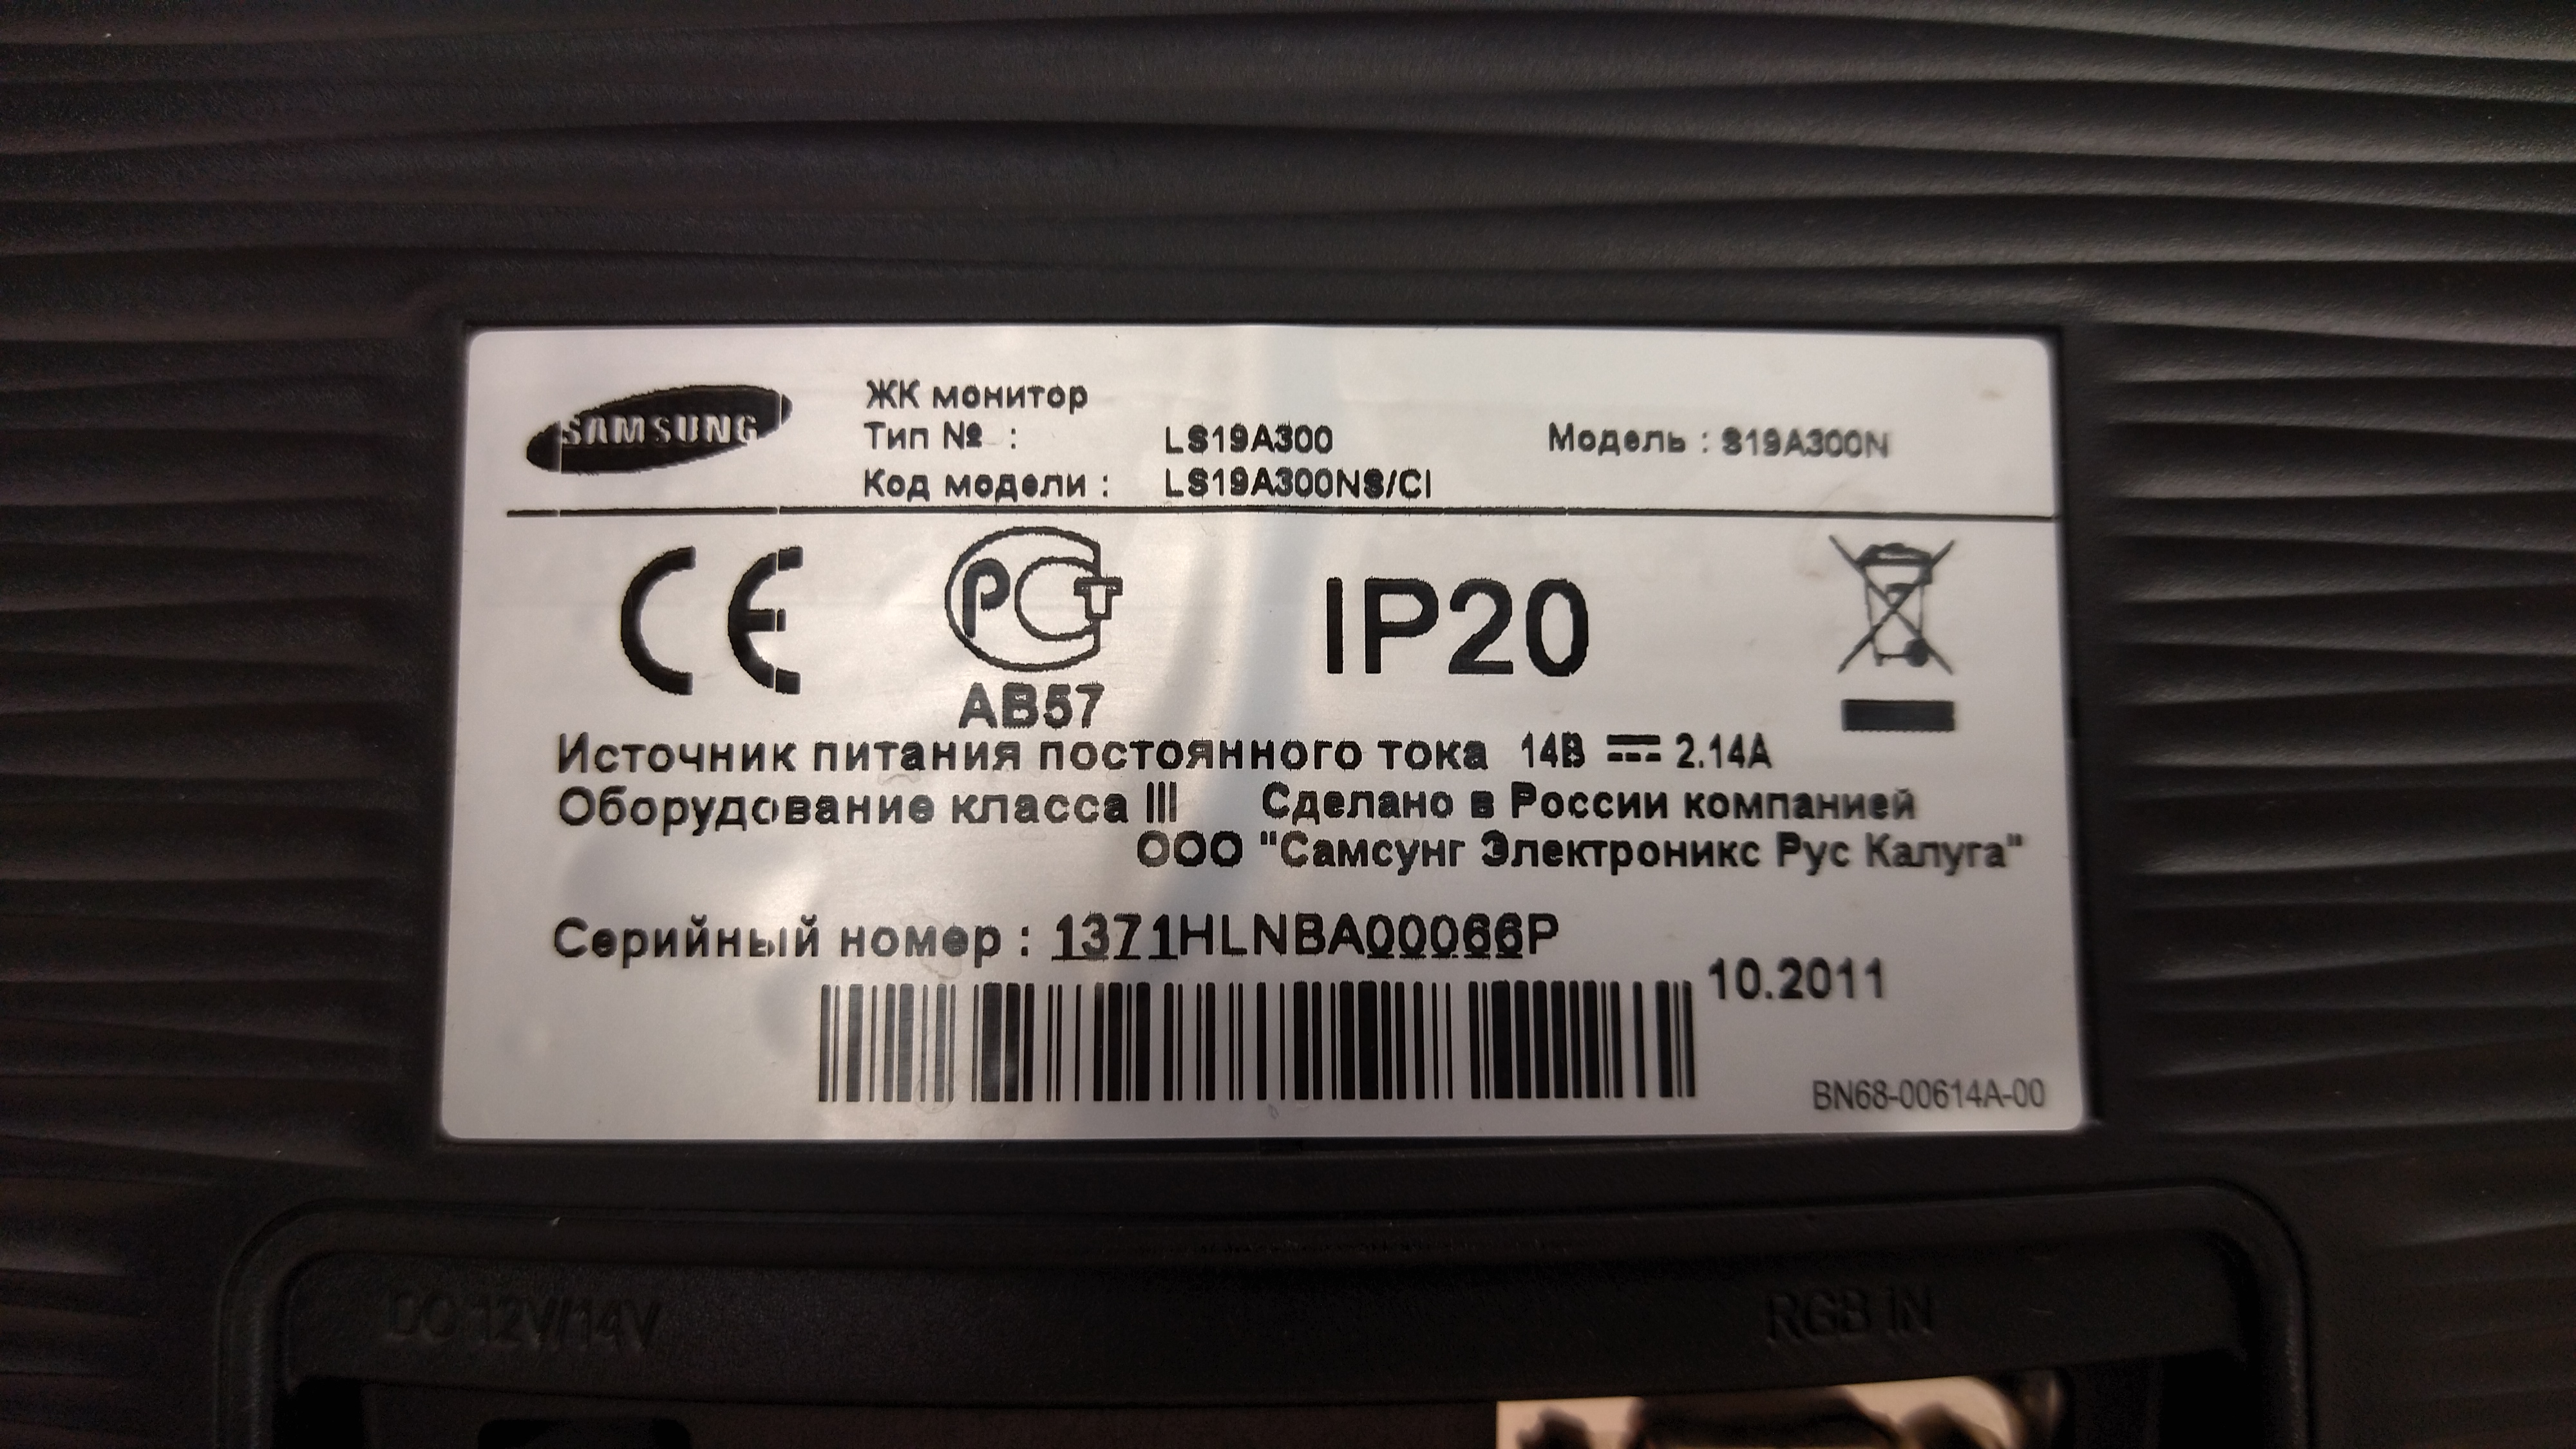 SAMSUNG
ЖК монитор
Тип № : LS19A300 Модель : S19A300N
Код модели : LS19A300NS/CI
CE
РСТ
IP20
АВ57
Источник питания постоянного тока 14В 2.14А
Оборудование класса III Сделано в России компанией
ООО "Самсунг Электроникс Рус Калуга"
Серийный номер : 1371HLNBA00066P
10.2011
BN68-00614A-00
DC 12V/14V
RGB IN